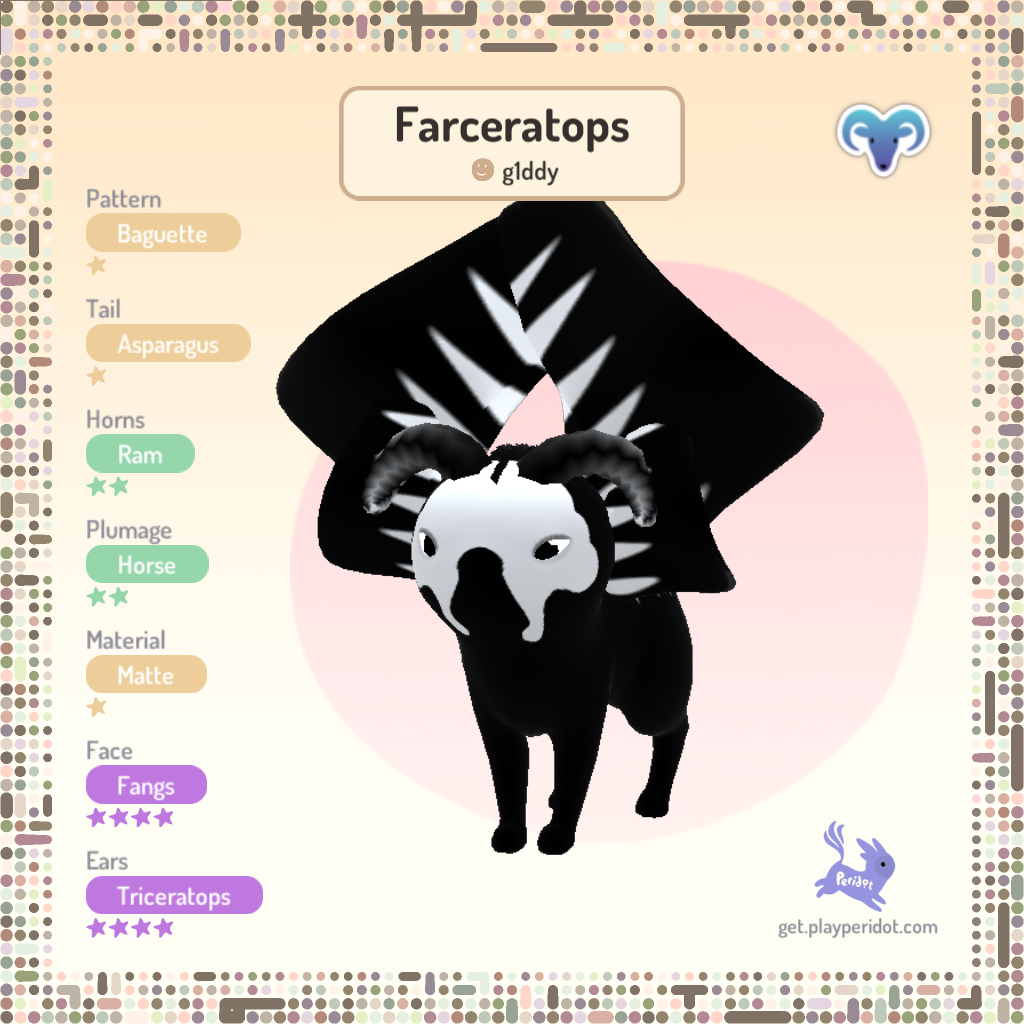 Farceratops
g1ddy
Pattern
Baguette
Tail
Asparagus
Horns
Ram
Plumage
Horse
Material
Matte
Face
Fangs
Ears
Triceratops
Peridot
get.playperidot.com